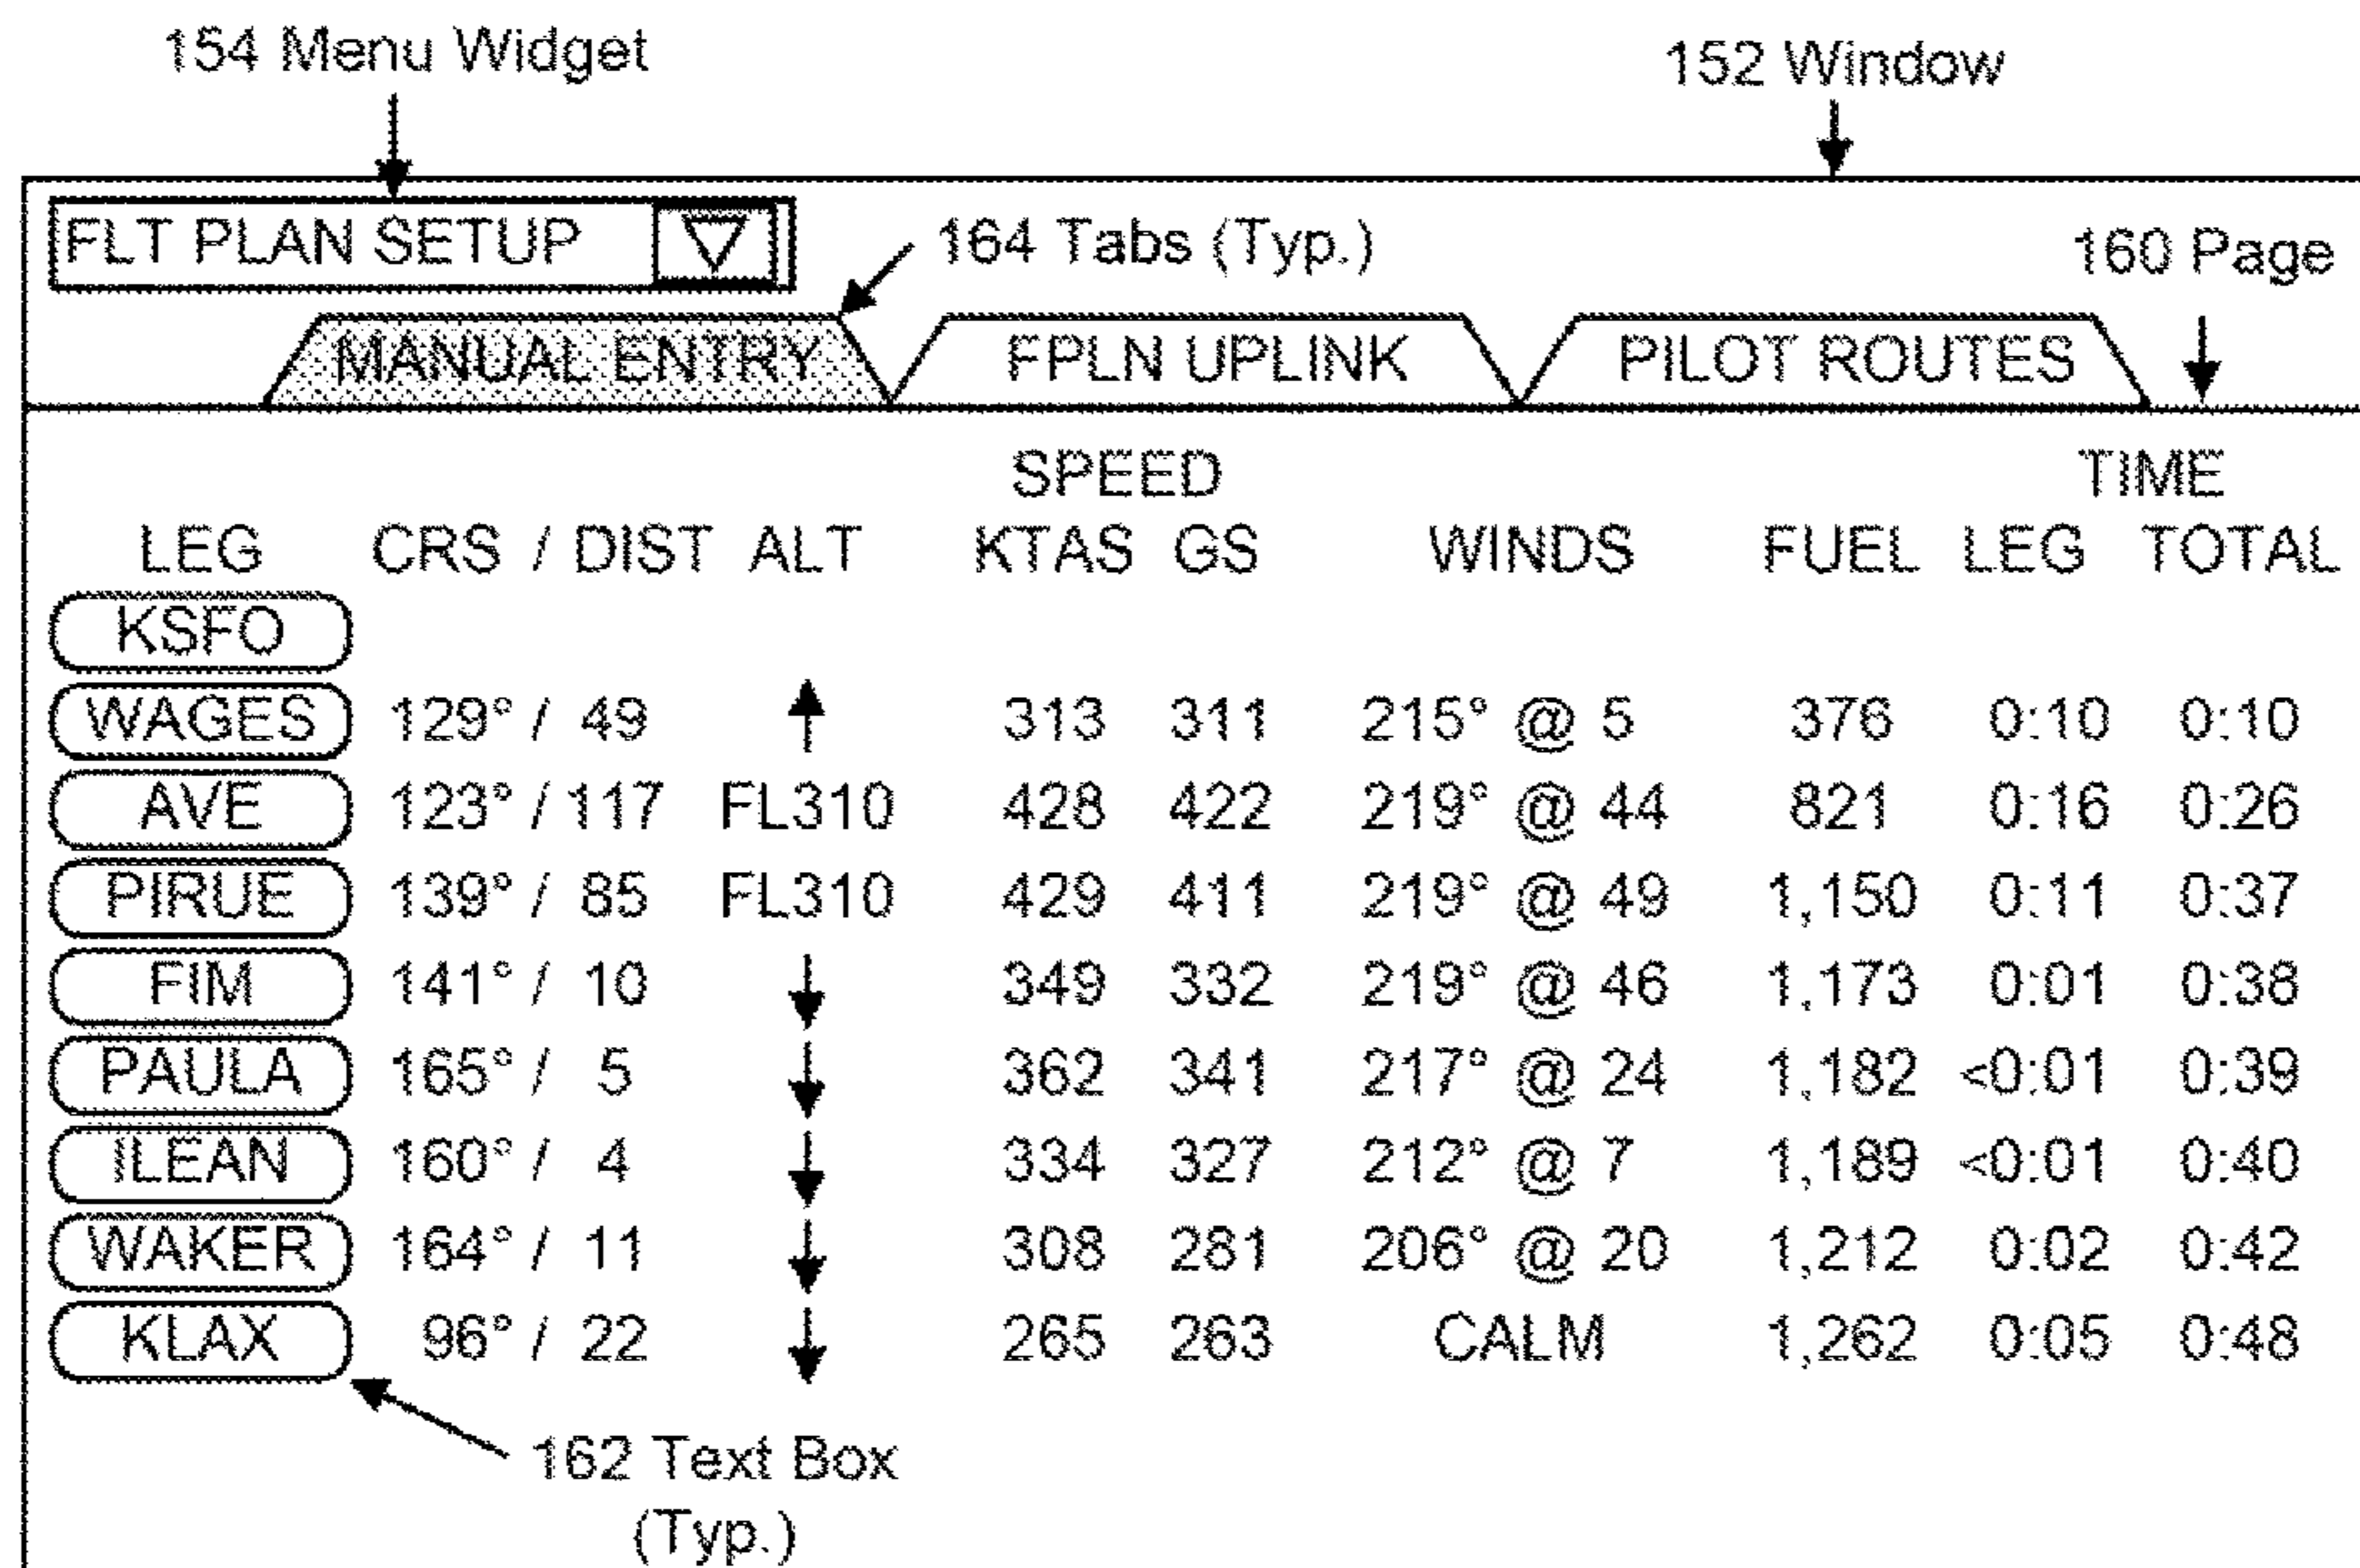 154 Menu Widget 152 Window
FLT PLAN SETUP 164 Tabs (Typ.) 160 Page
MANUAL ENTRY FPLN UPLINK PILOT ROUTES
SPEED TIME
LEG CRS / DIST ALT KTAS GS WINDS FUEL LEG TOTAL
KSFO
WAGES 129° / 49 ↑ 313 311 215° @ 5 376 0:10 0:10
AVE 123° / 117 FL310 428 422 219° @ 44 821 0:16 0:26
PIRUE 139° / 85 FL310 429 411 219° @ 49 1,150 0:11 0:37
FIM 141° / 10 ↓ 349 332 219° @ 46 1,173 0:01 0:38
PAULA 165° / 5 ↓ 362 341 217° @ 24 1,182 <0:01 0:39
ILEAN 160° / 4 ↓ 334 327 212° @ 7 1,189 <0:01 0:40
WAKER 164° / 11 ↓ 308 281 206° @ 20 1,212 0:02 0:42
KLAX 96° / 22 ↓ 265 263 CALM 1,262 0:05 0:48
162 Text Box
(Typ.)